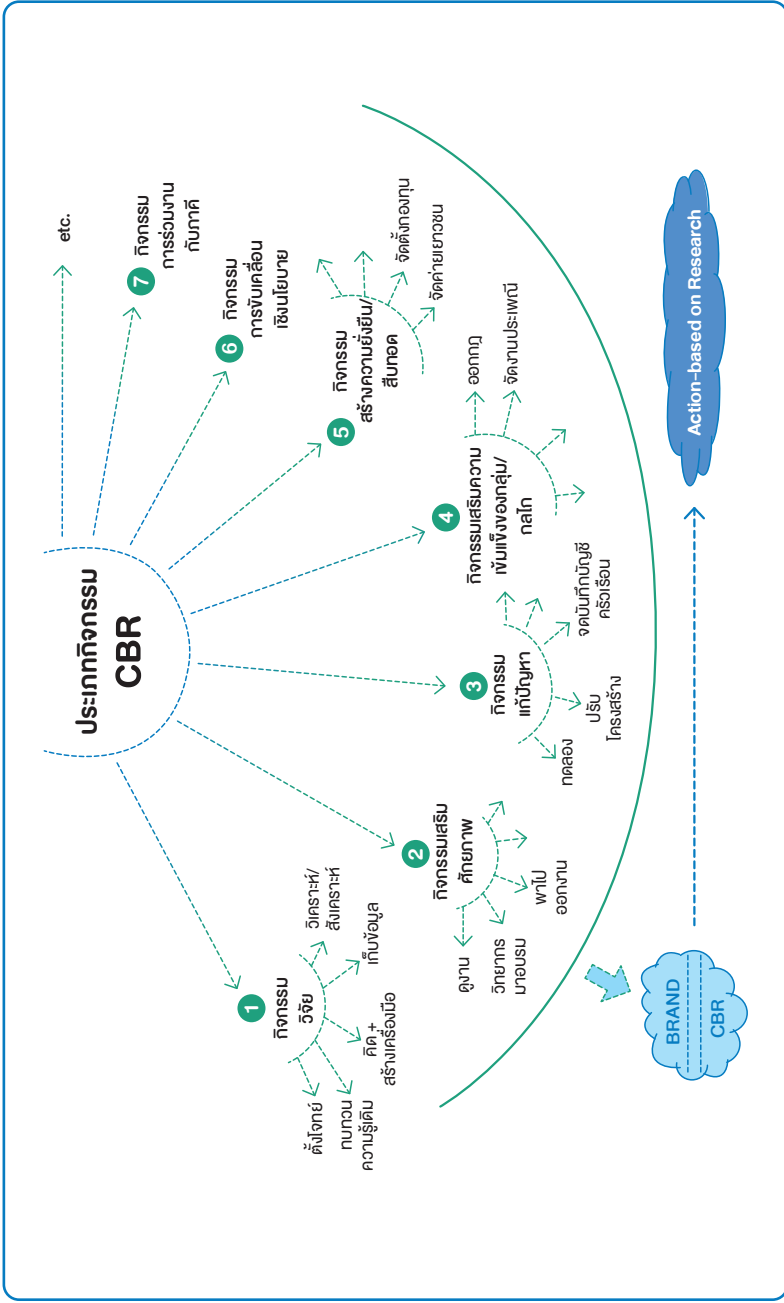 ประเภทกิจกรรม
CBR
1
กิจกรรม
วิจัย
ตั้งโจทย์
ทบทวน
ความรู้เดิม
คิด +
สร้างเครื่องมือ
เก็บข้อมูล
วิเคราะห์/
สังเคราะห์
2
กิจกรรมเสริม
ศักยภาพ
ดูงาน
วิทยากร
มาอบรม
พาไป
ออกงาน
3
กิจกรรม
แก้ปัญหา
ทดลอง
ปรับ
โครงสร้าง
จดบันทึกบัญชี
ครัวเรือน
4
กิจกรรมเสริมความ
เข้มแข็งของกลุ่ม/
กลไก
ออกกฎ
จัดงานประเพณี
5
กิจกรรม
สร้างความยั่งยืน/
สืบทอด
จัดตั้งกองทุน
จัดค่ายเยาวชน
6
กิจกรรม
การขับเคลื่อน
เชิงนโยบาย
7
กิจกรรม
การร่วมงาน
กับภาคี
etc.
BRAND
CBR
Action-based on Research